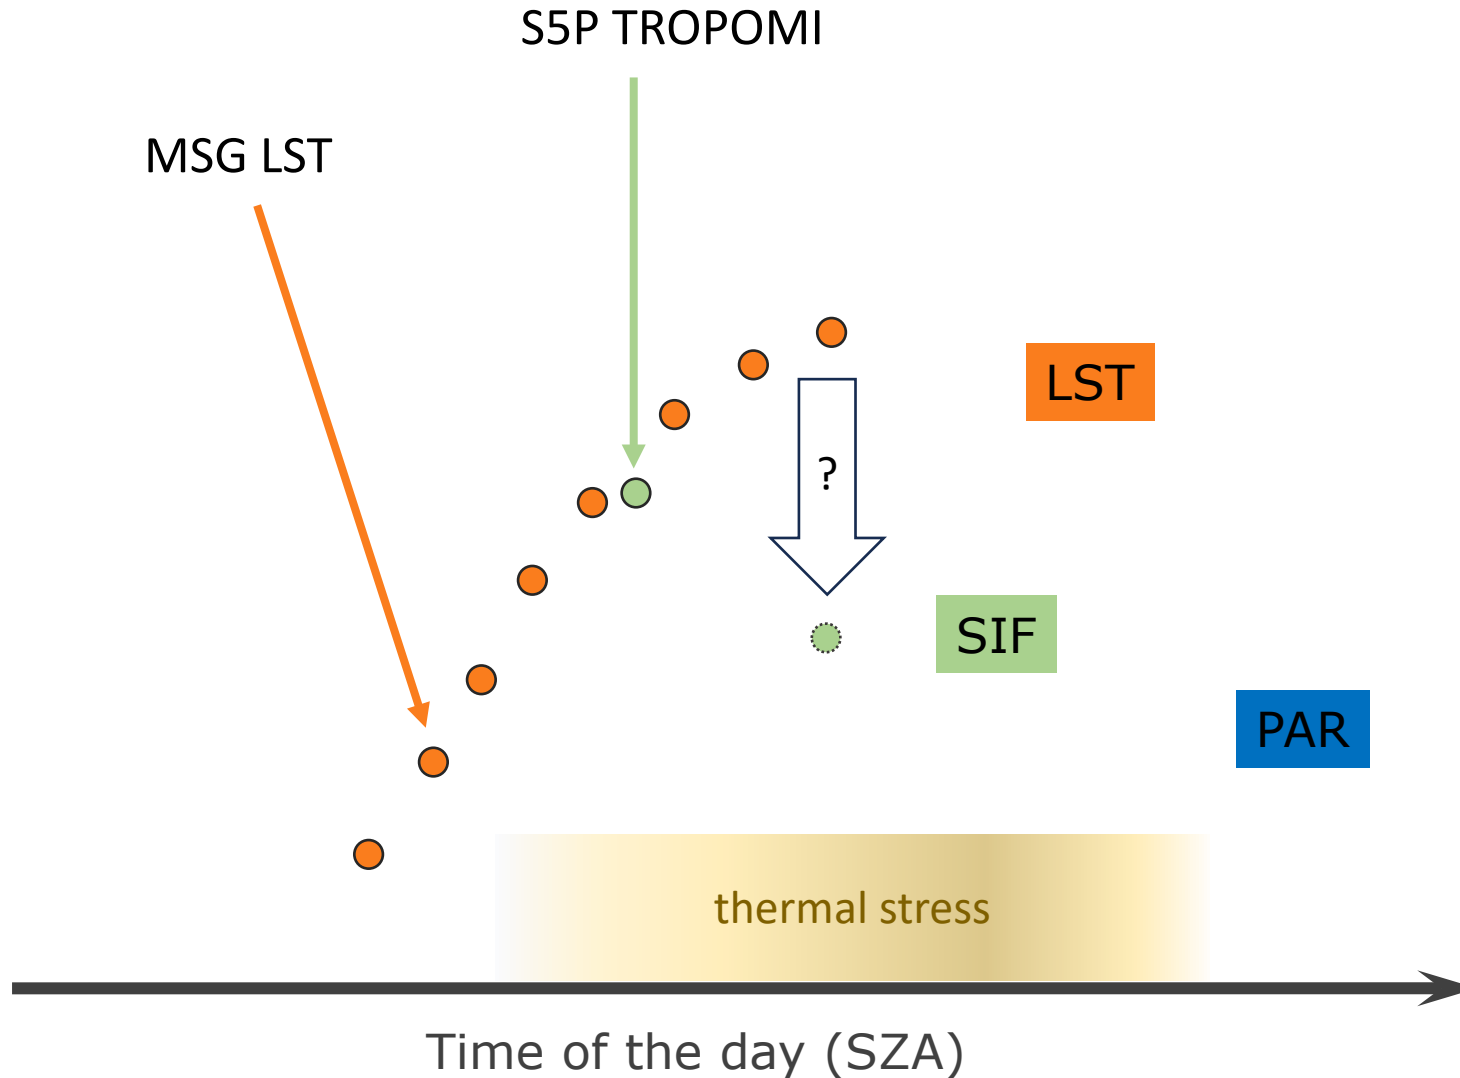 S5P TROPOMI
MSG LST
LST
?
SIF
PAR
thermal stress
Time of the day (SZA)